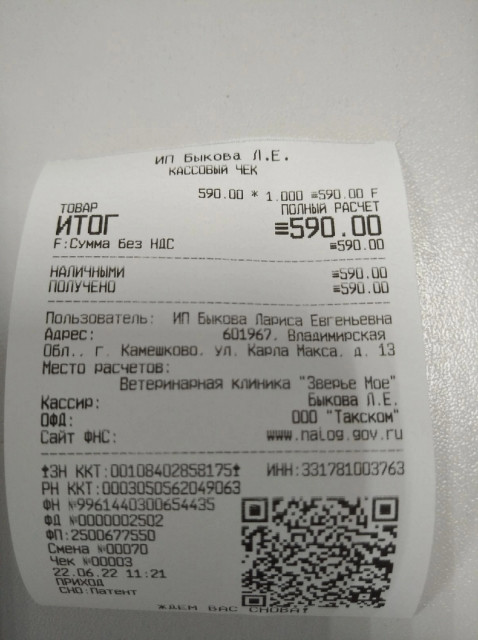 ИП Быкова Л.Е.
КАССОВЫЙ ЧЕК
590.00 * 1.000 ≡590.00 F
ТОВАР ПОЛНЫЙ РАСЧЕТ
ИТОГ ≡590.00
F:Сумма без НДС ≡590.00
НАЛИЧНЫМИ ≡590.00
ПОЛУЧЕНО ≡590.00
Пользователь: ИП Быкова Лариса Евгеньевна
Адрес: 601967, Владимирская
Обл., г. Камешково, ул. Карла Макса, д. 13
Место расчетов:
Ветеринарная клиника "Зверье Мое"
Кассир: Быкова Л.Е.
ОФД: ООО "Такском"
Сайт ФНС: www.nalog.gov.ru
ЗН ККТ:00108402858175 ИНН:331781003763
РН ККТ:0003050562049063
ФН №9961440300654435
ФД №0000002502
ФП:2500677550
Смена №00070
Чек №00003
22.06.22 11:21
ПРИХОД
СНО:Патент
ЖДЕМ ВАС СНОВА!